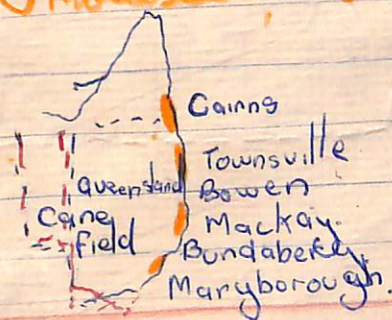 Cairns
Townsville
Queensland
Bowen
Cane
field
Mackay.
Bundaberg,
Maryborough.